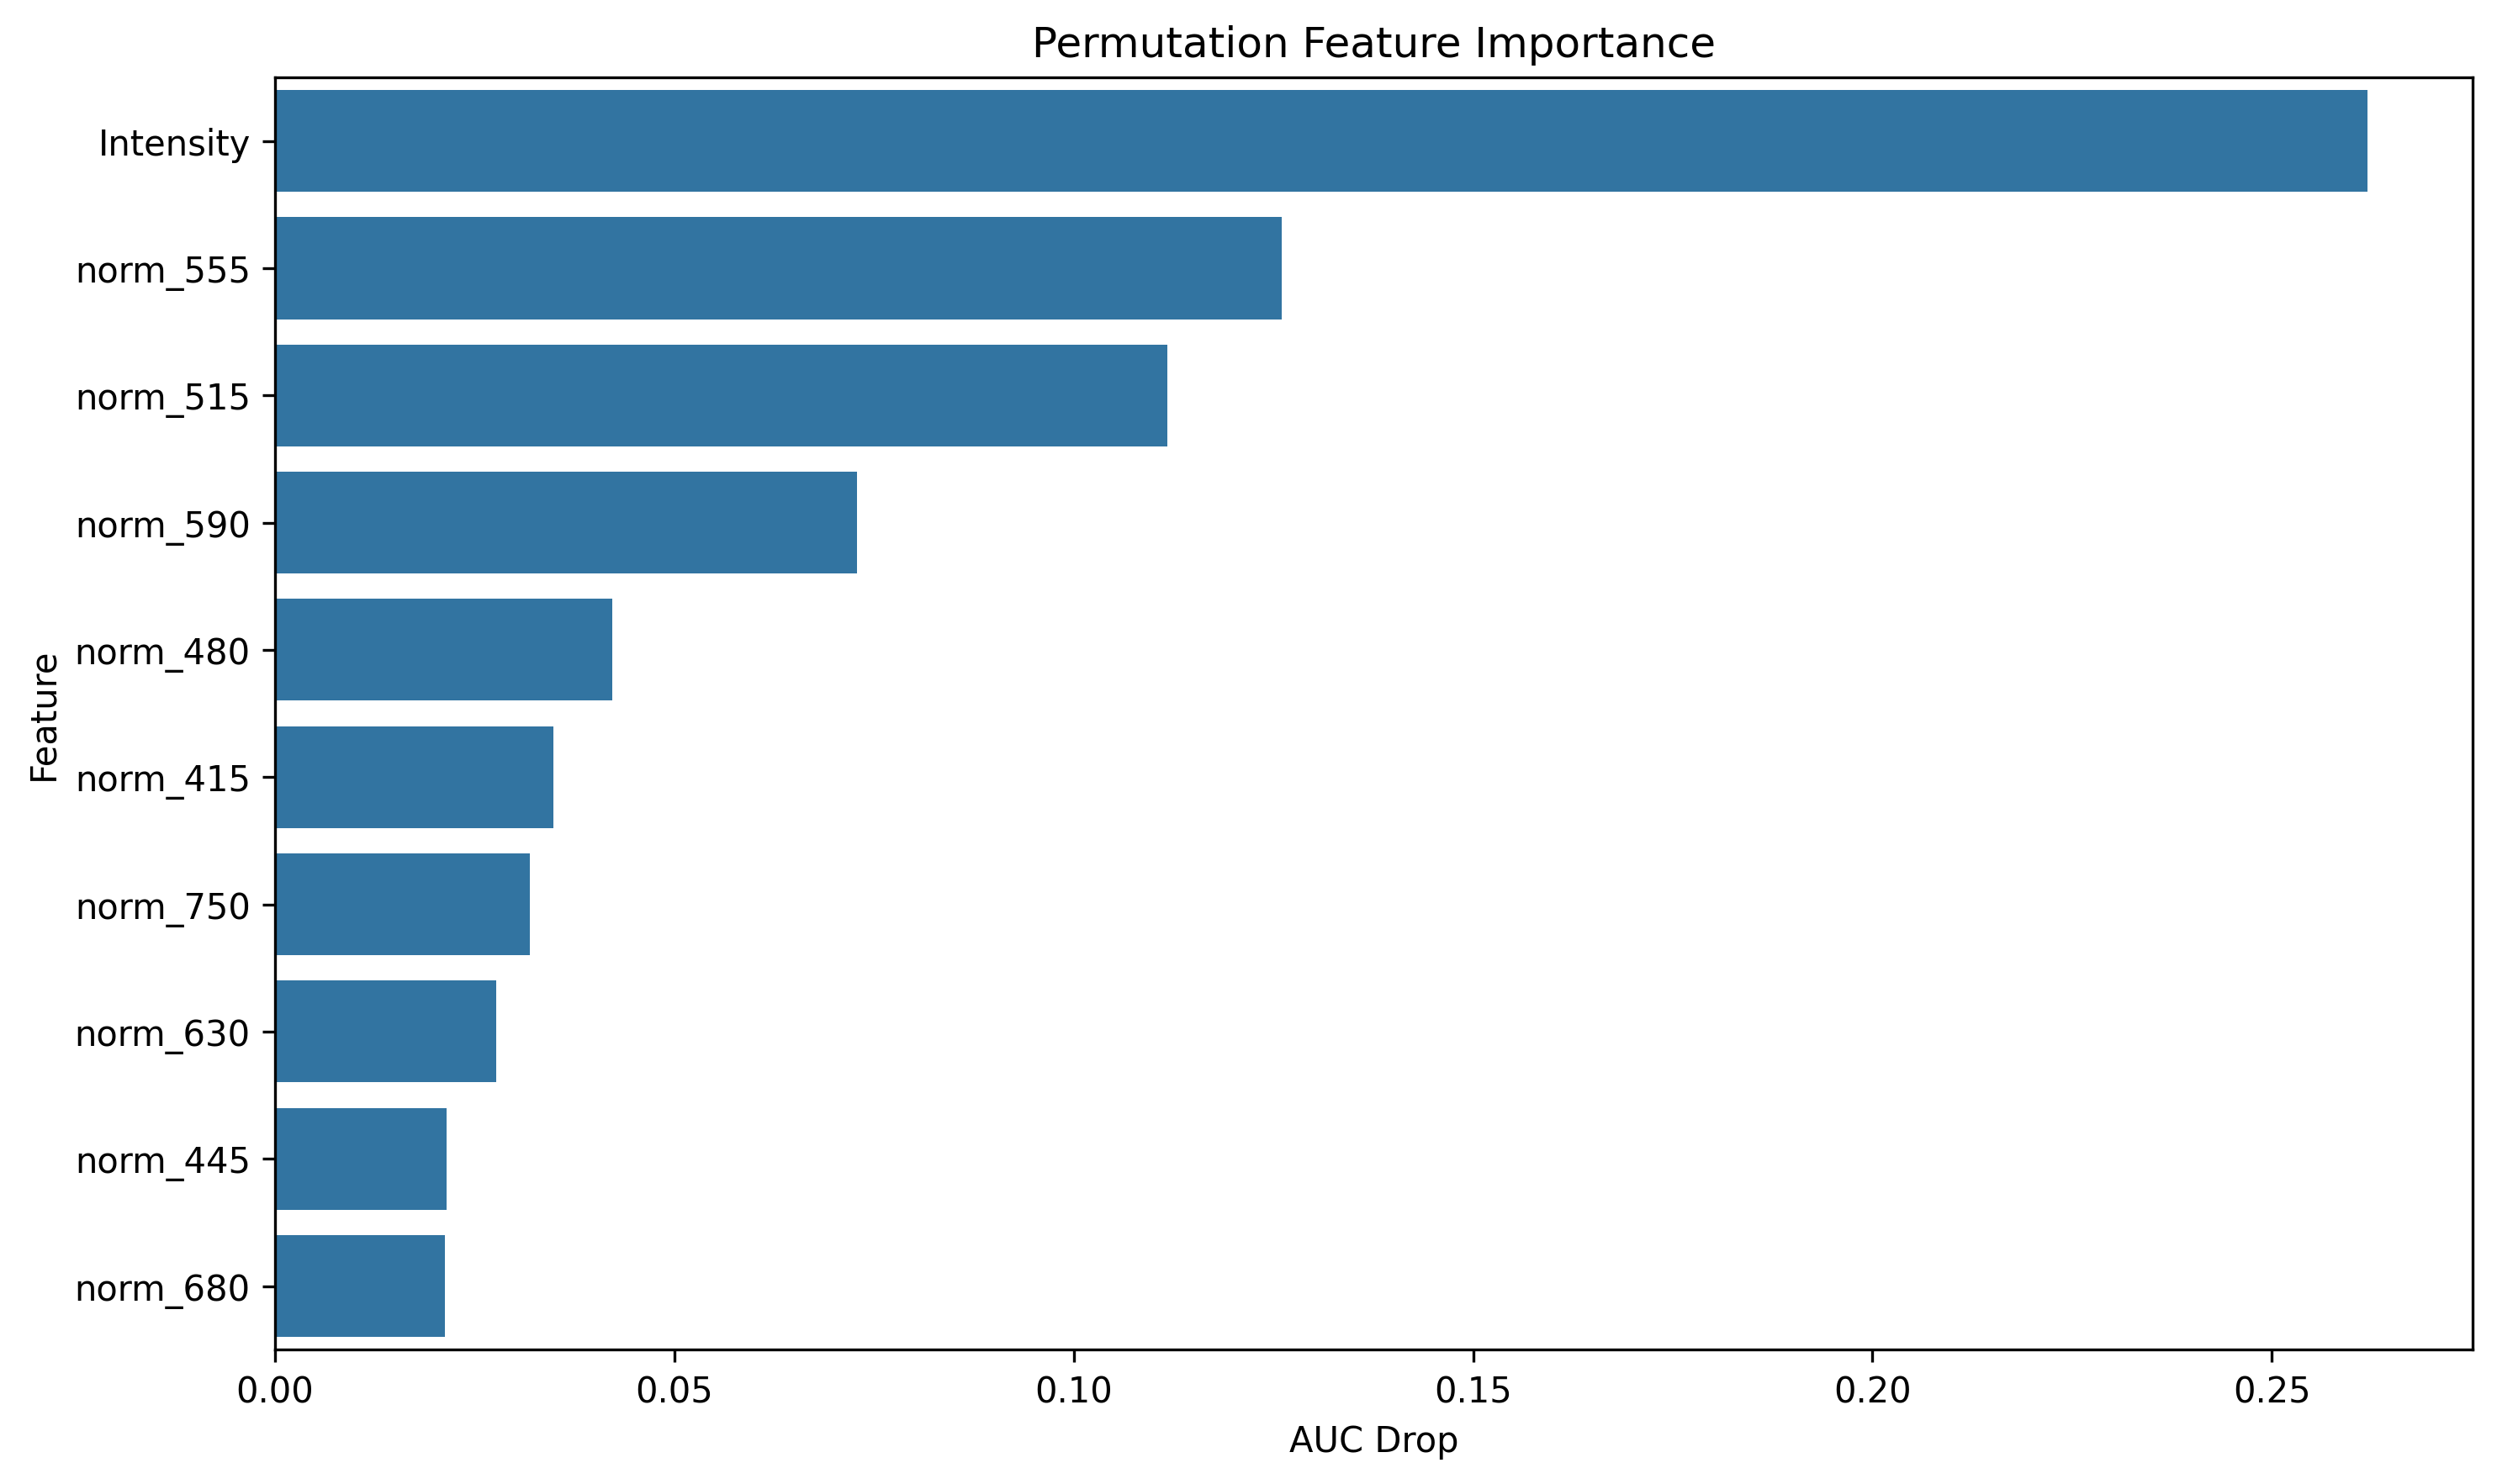 Permutation Feature Importance
Intensity
norm_555
norm_515
norm_590
norm_480
norm_415
norm_750
norm_630
norm_445
norm_680
Feature
0.00 0.05 0.10 0.15 0.20 0.25
AUC Drop